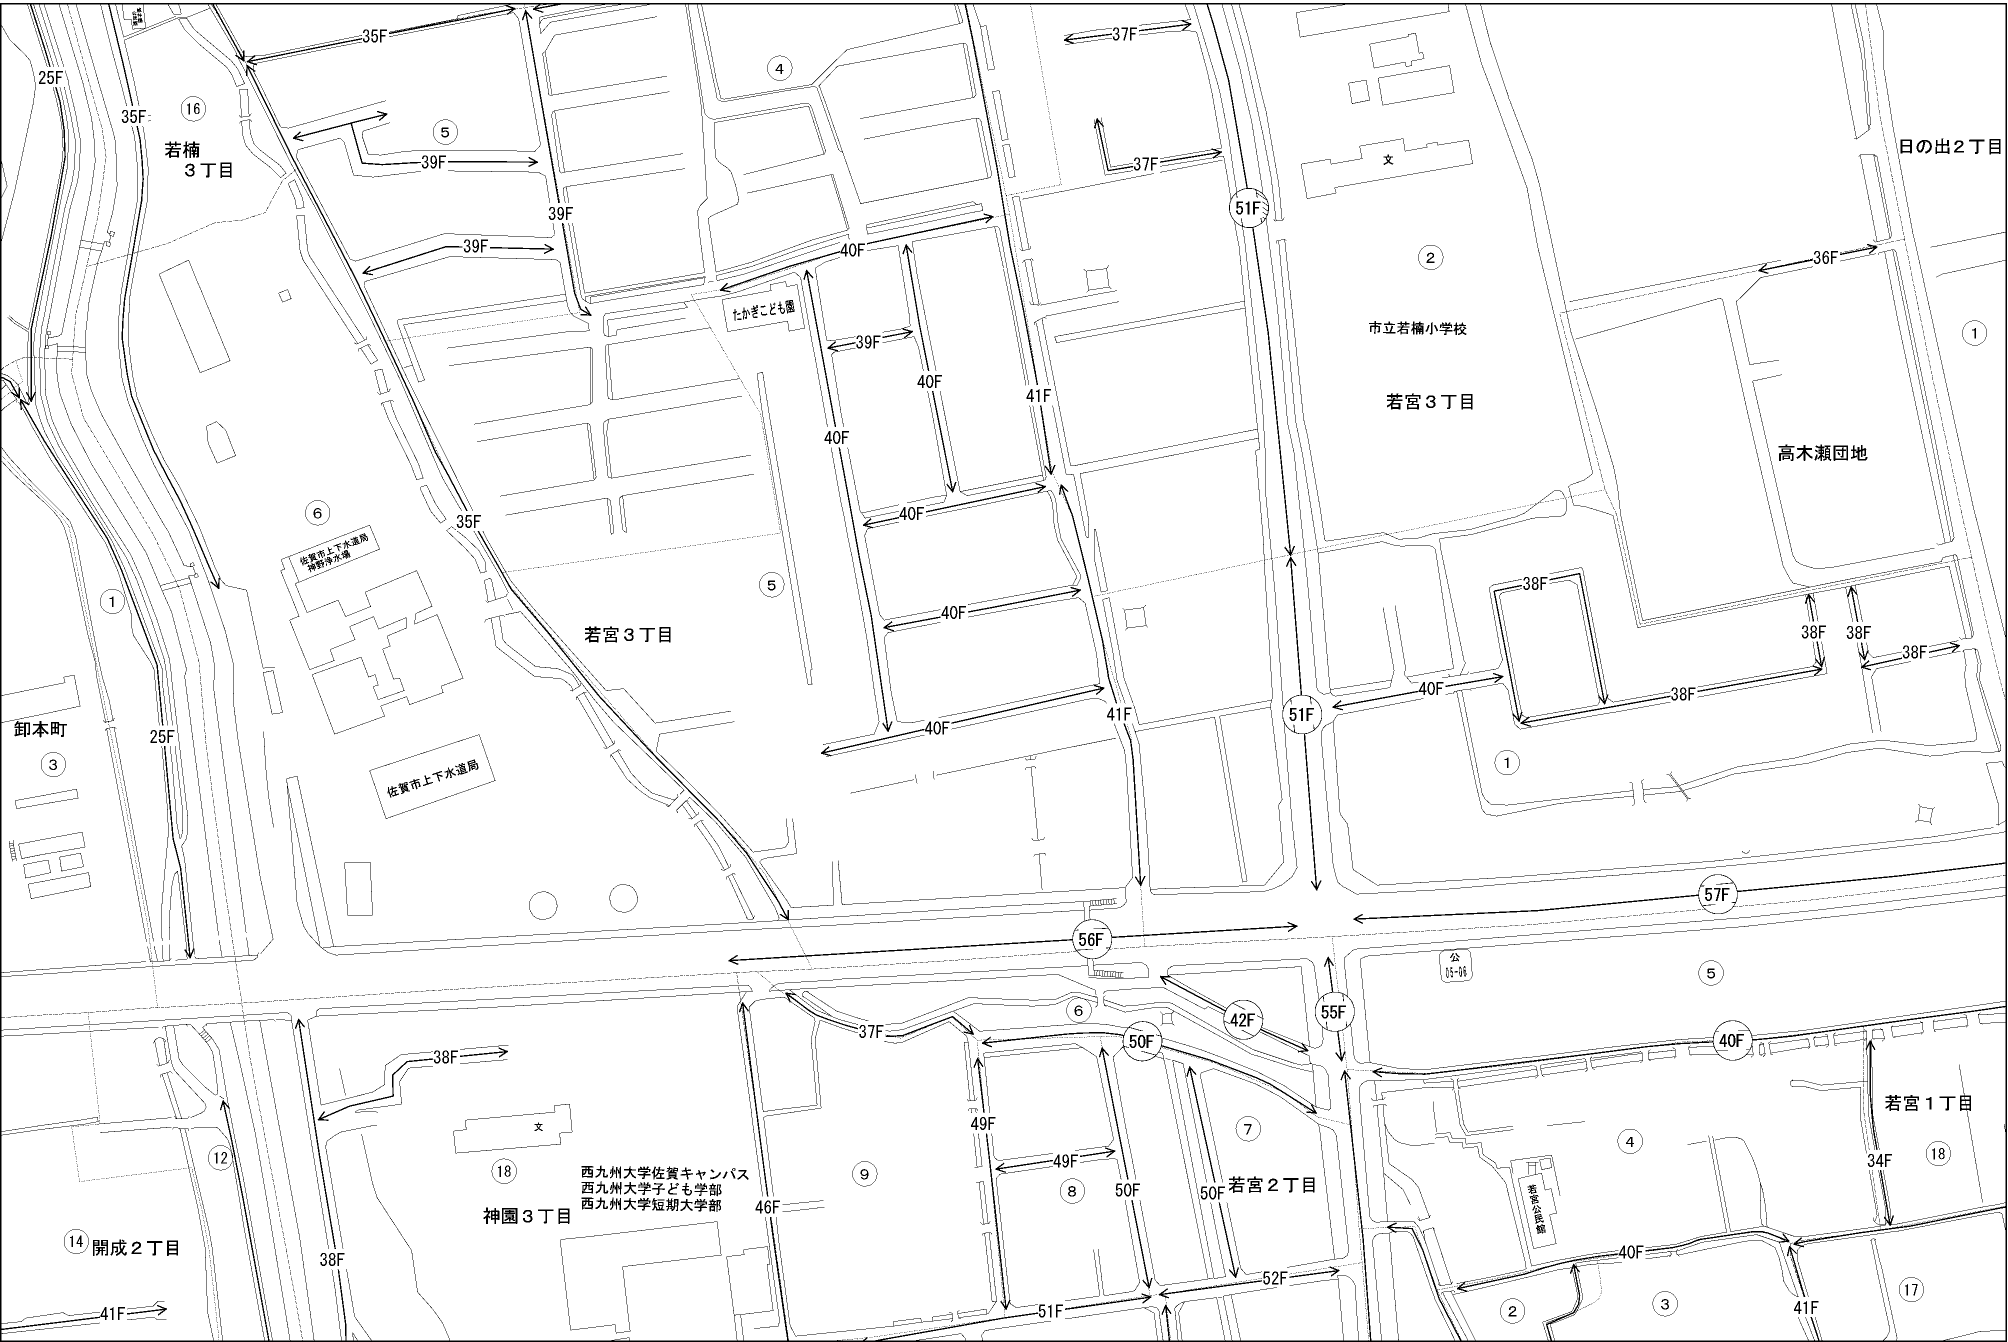 35F
37F
25F
④
35F
⑯
⑤
若楠
３丁目
39F
37F
文
日の出２丁目
51F
39F
39F
40F
②
36F
たかぎこども園
市立若楠小学校
①
39F
40F
41F
若宮３丁目
40F
高木瀬団地
⑥
35F
40F
佐賀市上下水道局
神野浄水場
⑤
38F
①
40F
若宮３丁目
38F
38F
38F
40F
38F
卸本町
25F
40F
41F
51F
③
佐賀市上下水道局
①
57F
56F
公
05-06
⑤
37F
⑥
42F
55F
50F
40F
38F
文
49F
⑦
④
若宮１丁目
⑫
⑱
西九州大学佐賀キャンパス
西九州大学子ども学部
西九州大学短期大学部
⑨
49F
⑧
50F
50F
若宮２丁目
34F
⑱
神園３丁目
46F
若宮公民館
⑭
開成２丁目
38F
40F
52F
41F
51F
②
③
41F
⑰